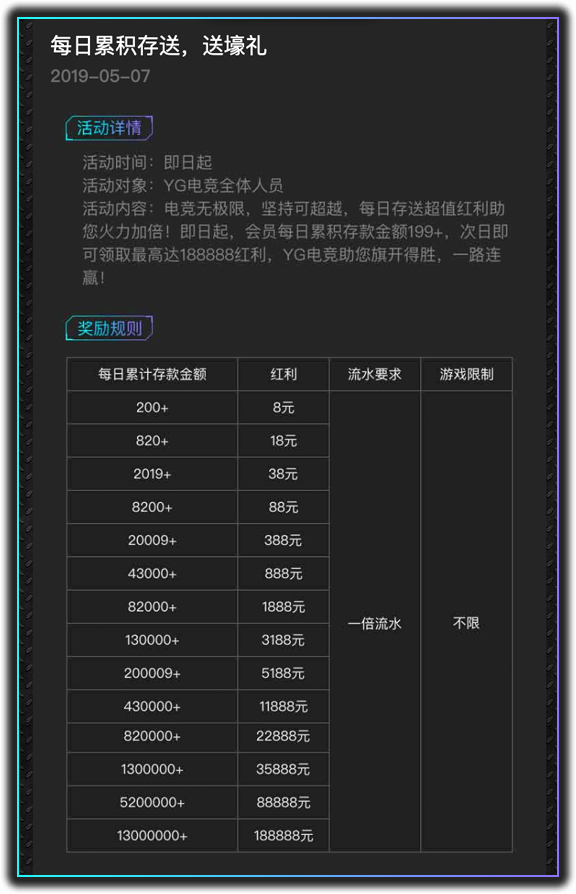 每日累积存送，送壕礼
2019-05-07
活动详情
活动时间：即日起
活动对象：YG电竞全体人员
活动内容：电竞无极限，坚持可超越，每日存送超值红利助
您火力加倍！即日起，会员每日累积存款金额199+，次日即
可领取最高达188888红利，YG电竞助您旗开得胜，一路连
赢！
奖励规则
每日累计存款金额 红利 流水要求 游戏限制
200+ 8元
820+ 18元
2019+ 38元
8200+ 88元
20009+ 388元
43000+ 888元
82000+ 1888元
一倍流水 不限
130000+ 3188元
200009+ 5188元
430000+ 11888元
820000+ 22888元
1300000+ 35888元
5200000+ 88888元
13000000+ 188888元